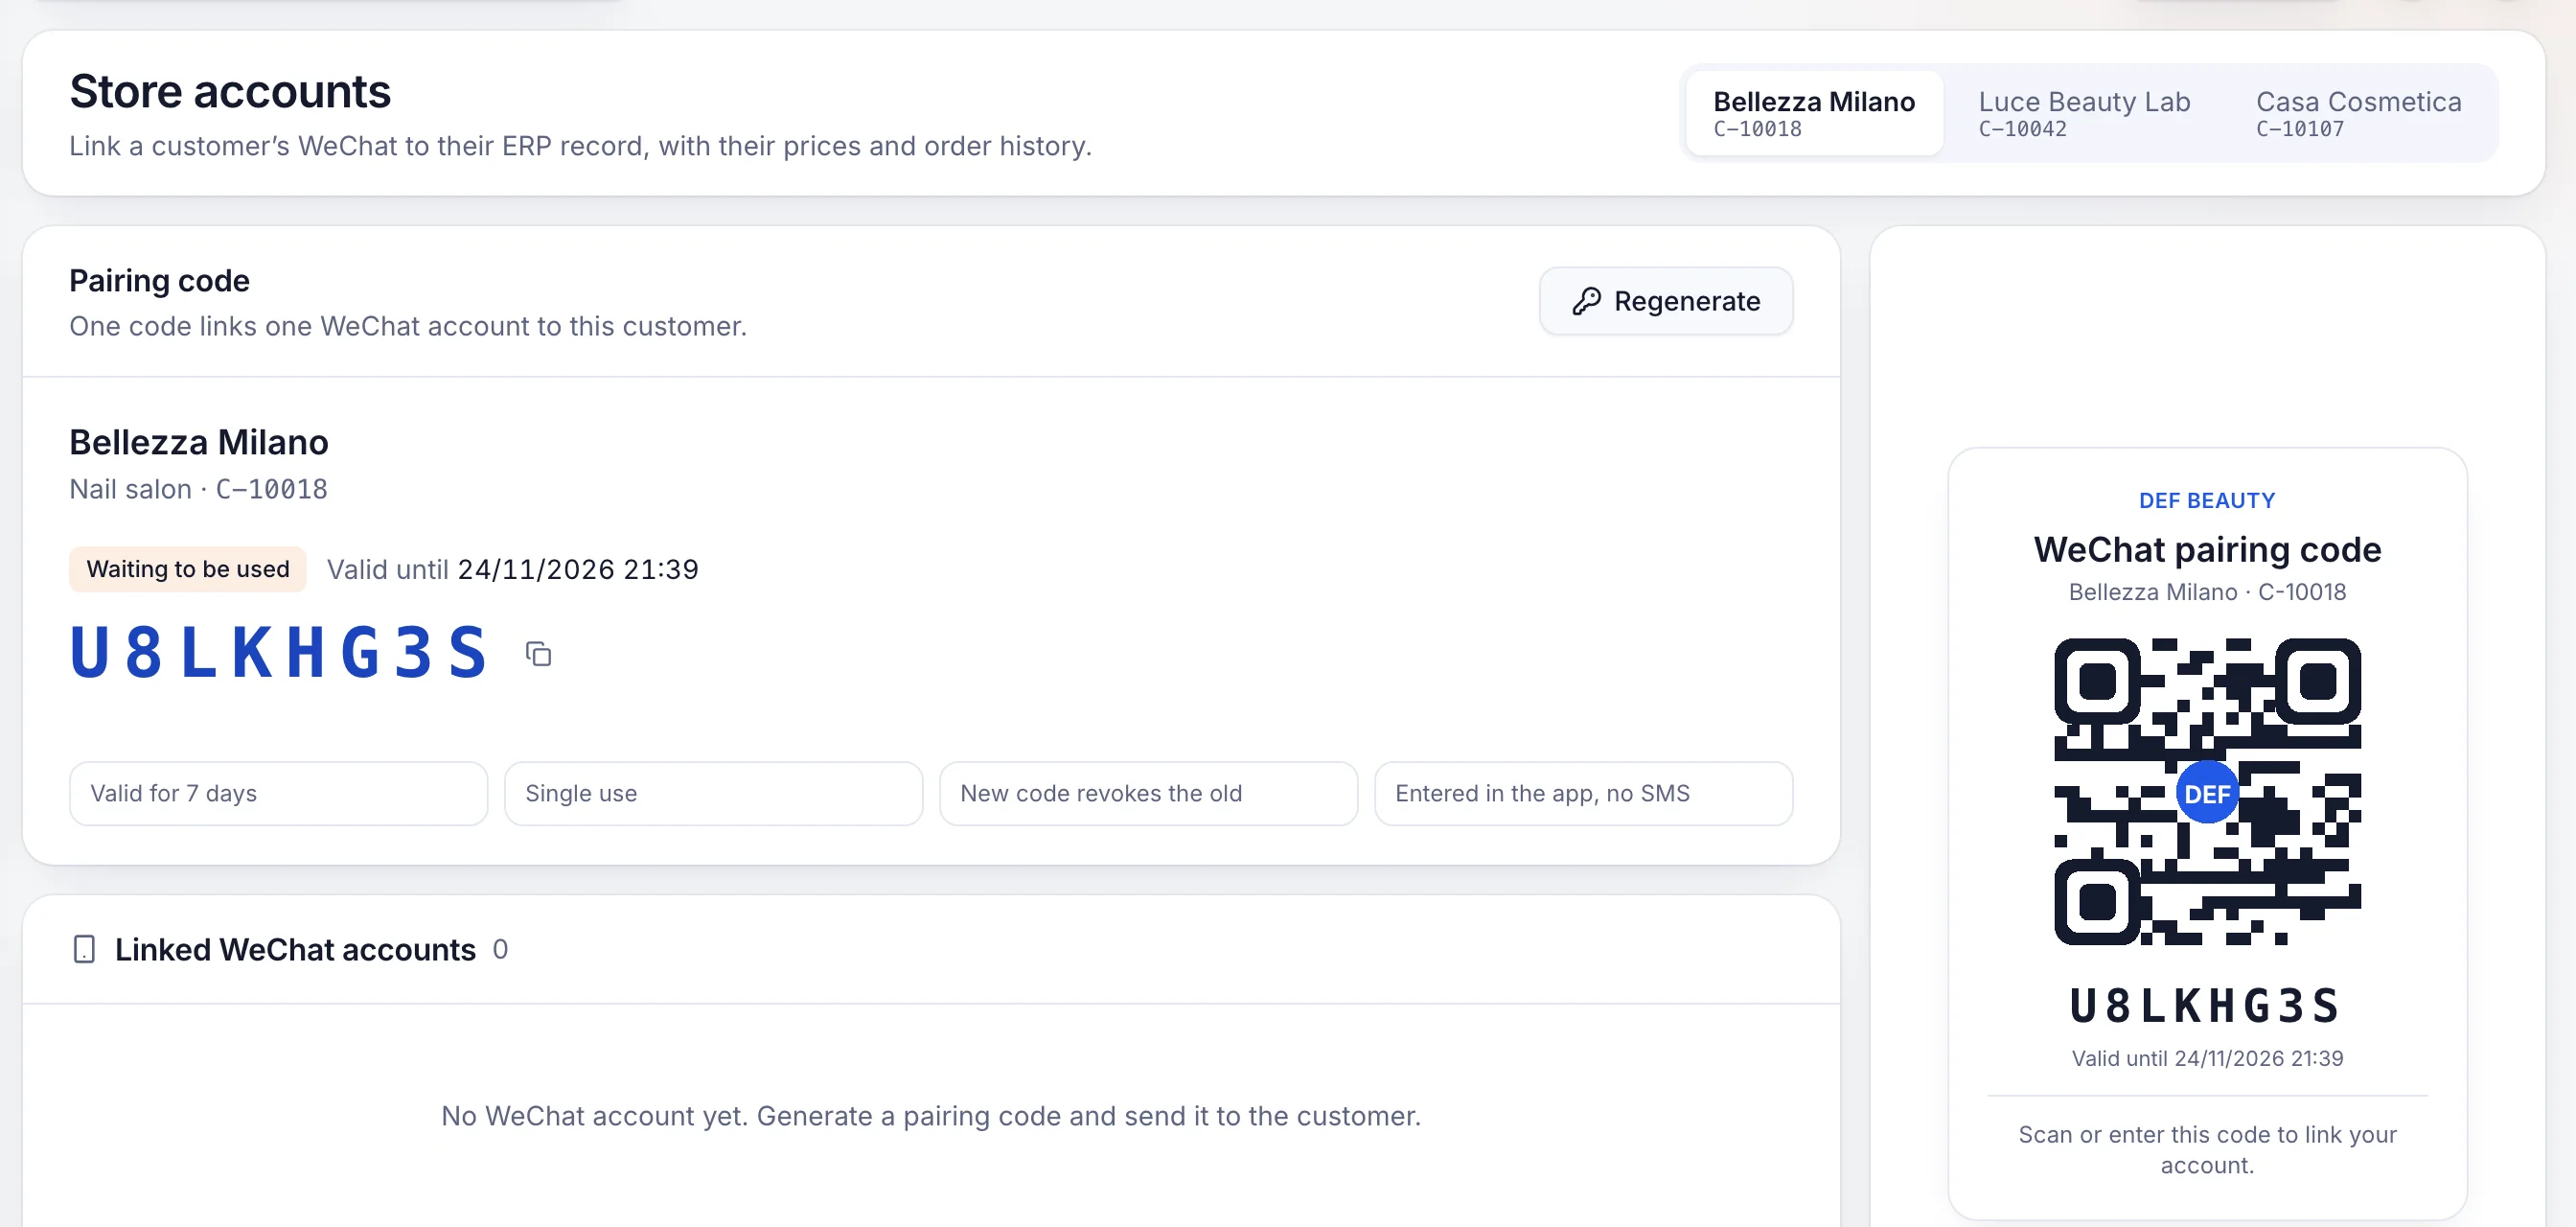 Store accounts
Link a customer’s WeChat to their ERP record, with their prices and order history.
Bellezza Milano
C–10018
Luce Beauty Lab
C–10042
Casa Cosmetica
C–10107
Pairing code
One code links one WeChat account to this customer.
Regenerate
Bellezza Milano
Nail salon · C–10018
Waiting to be used
Valid until 24/11/2026 21:39
U8LKHG3S
Valid for 7 days
Single use
New code revokes the old
Entered in the app, no SMS
Linked WeChat accounts 0
No WeChat account yet. Generate a pairing code and send it to the customer.
DEF BEAUTY
WeChat pairing code
Bellezza Milano · C-10018
DEF
U8LKHG3S
Valid until 24/11/2026 21:39
Scan or enter this code to link your
account.